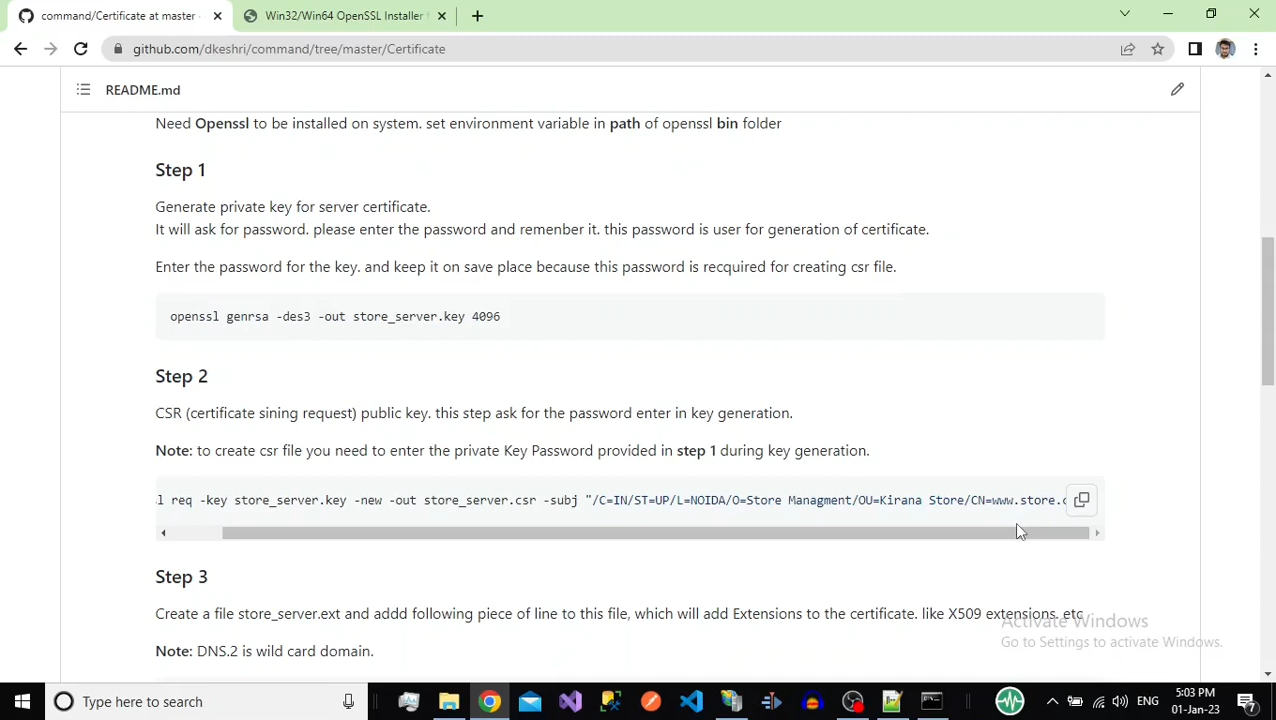 command/Certificate at master
Win32/Win64 OpenSSL Installer
github.com/dkeshri/command/tree/master/Certificate
README.md
Need Openssl to be installed on system. set environment variable in path of openssl bin folder
Step 1
Generate private key for server certificate.
It will ask for password. please enter the password and remenber it. this password is user for generation of certificate.
Enter the password for the key. and keep it on save place because this password is recquired for creating csr file.
openssl genrsa -des3 -out store_server.key 4096
Step 2
CSR (certificate sining request) public key. this step ask for the password enter in key generation.
Note: to create csr file you need to enter the private Key Password provided in step 1 during key generation.
l req -key store_server.key -new -out store_server.csr -subj "/C=IN/ST=UP/L=NOIDA/O=Store Managment/OU=Kirana Store/CN=www.store.c
Step 3
Create a file store_server.ext and addd following piece of line to this file, which will add Extensions to the certificate. like X509 extensions, etc
Activate Windows
Go to Settings to activate Windows.
Note: DNS.2 is wild card domain.
Type here to search
ENG
5:03 PM
01-Jan-23
7